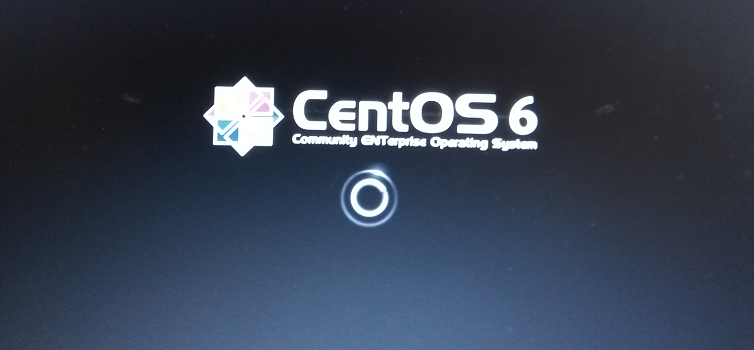 CentOS 6
Community ENTerprise Operating System